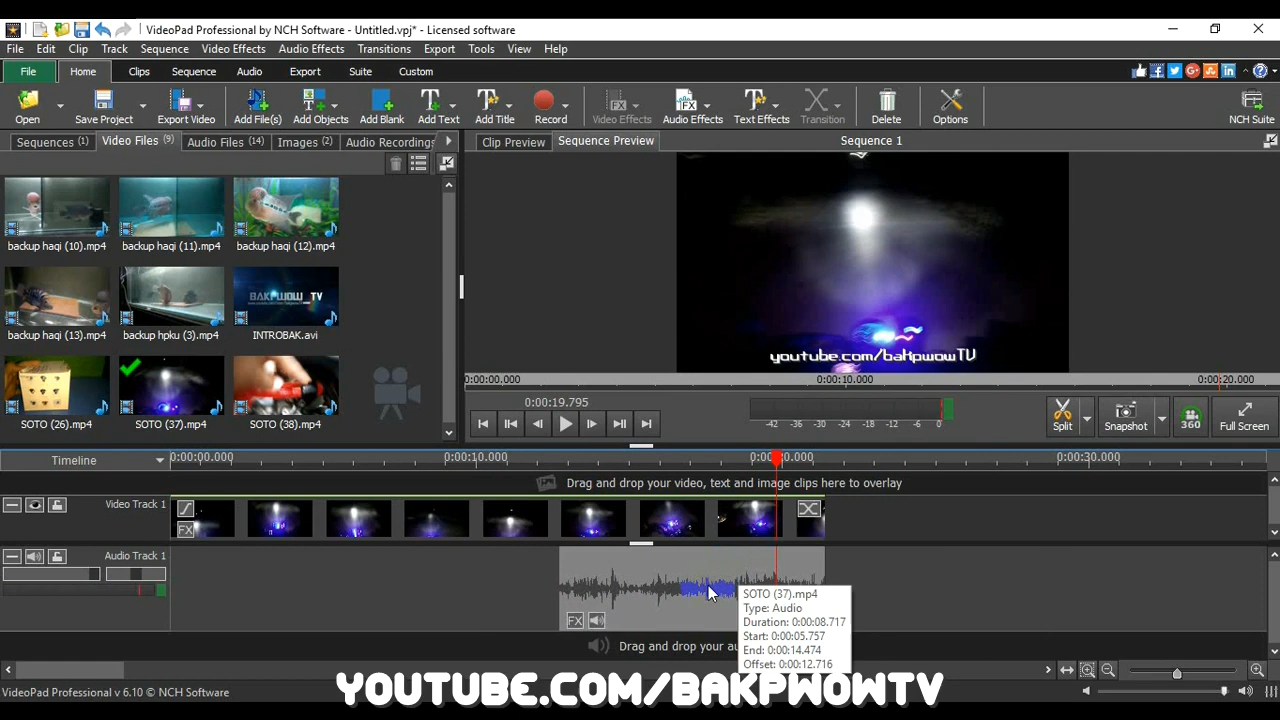 VideoPad Professional by NCH Software - Untitled.vpj* - Licensed software
File Edit Clip Track Sequence Video Effects Audio Effects Transitions Export Tools View Help
File Home Clips Sequence Audio Export Suite Custom
Open Save Project Export Video Add File(s) Add Objects Add Blank Add Text Add Title Record Video Effects Audio Effects Text Effects Transition Delete Options NCH Suite
Sequences (1) Video Files (9) Audio Files (14) Images (2) Audio Recordings
Clip Preview Sequence Preview Sequence 1
backup haqi (10).mp4 backup haqi (11).mp4 backup haqi (12).mp4
BAKPWOW_TV
backup haqi (13).mp4 backup hpku (3).mp4 INTROBAK.avi
SOTO (26).mp4 SOTO (37).mp4 SOTO (38).mp4
youtube.com/bakpwowTV
0:00:00.000 0:00:10.000 0:00:20.000
0:00:19.795
-42 -36 -30 -24 -18 -12 -6 0
Split Snapshot 360 Full Screen
Timeline 0:00:00.000 0:00:10.000 0:00:20.000 0:00:30.000
Drag and drop your video, text and image clips here to overlay
Video Track 1
FX
Audio Track 1
FX
SOTO (37).mp4
Type: Audio
Duration: 0:00:08.717
Start: 0:00:05.757
End: 0:00:14.474
Offset: 0:00:12.716
Drag and drop your au
VideoPad Professional v 6.10 © NCH Software
YOUTUBE.COM/BAKPWOWTV